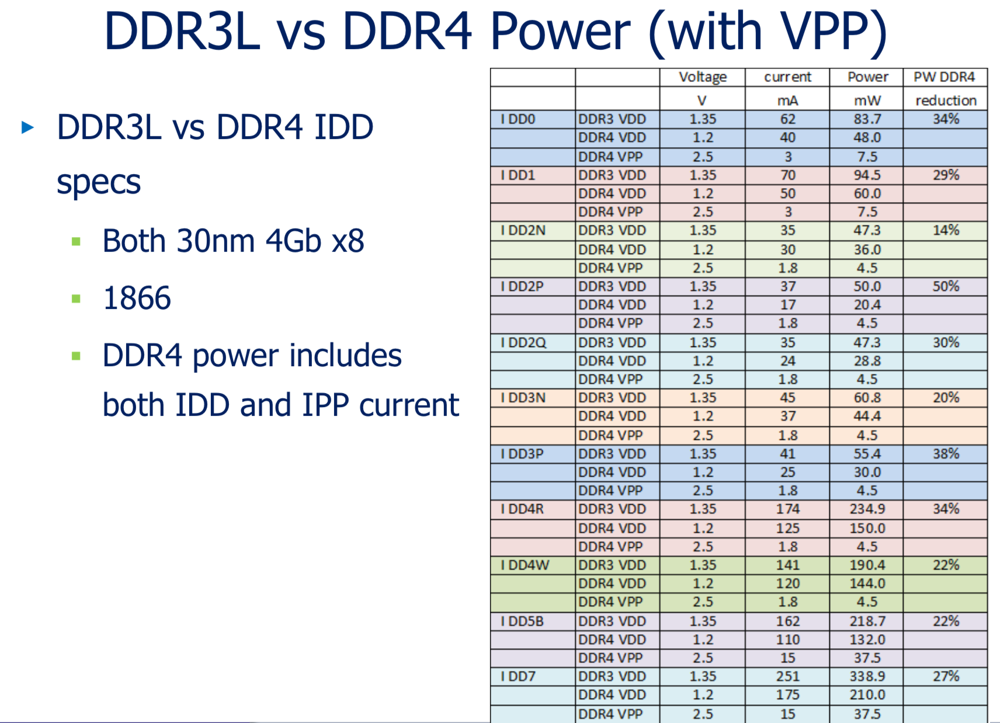 DDR3L vs DDR4 Power (with VPP)
► DDR3L vs DDR4 IDD
specs
▪ Both 30nm 4Gb x8
▪ 1866
▪ DDR4 power includes
both IDD and IPP current
Voltage current Power PW DDR4
V mA mW reduction
I DD0 DDR3 VDD 1.35 62 83.7 34%
DDR4 VDD 1.2 40 48.0
DDR4 VPP 2.5 3 7.5
I DD1 DDR3 VDD 1.35 70 94.5 29%
DDR4 VDD 1.2 50 60.0
DDR4 VPP 2.5 3 7.5
I DD2N DDR3 VDD 1.35 35 47.3 14%
DDR4 VDD 1.2 30 36.0
DDR4 VPP 2.5 1.8 4.5
I DD2P DDR3 VDD 1.35 37 50.0 50%
DDR4 VDD 1.2 17 20.4
DDR4 VPP 2.5 1.8 4.5
I DD2Q DDR3 VDD 1.35 35 47.3 30%
DDR4 VDD 1.2 24 28.8
DDR4 VPP 2.5 1.8 4.5
I DD3N DDR3 VDD 1.35 45 60.8 20%
DDR4 VDD 1.2 37 44.4
DDR4 VPP 2.5 1.8 4.5
I DD3P DDR3 VDD 1.35 41 55.4 38%
DDR4 VDD 1.2 25 30.0
DDR4 VPP 2.5 1.8 4.5
I DD4R DDR3 VDD 1.35 174 234.9 34%
DDR4 VDD 1.2 125 150.0
DDR4 VPP 2.5 1.8 4.5
I DD4W DDR3 VDD 1.35 141 190.4 22%
DDR4 VDD 1.2 120 144.0
DDR4 VPP 2.5 1.8 4.5
I DD5B DDR3 VDD 1.35 162 218.7 22%
DDR4 VDD 1.2 110 132.0
DDR4 VPP 2.5 15 37.5
I DD7 DDR3 VDD 1.35 251 338.9 27%
DDR4 VDD 1.2 175 210.0
DDR4 VPP 2.5 15 37.5